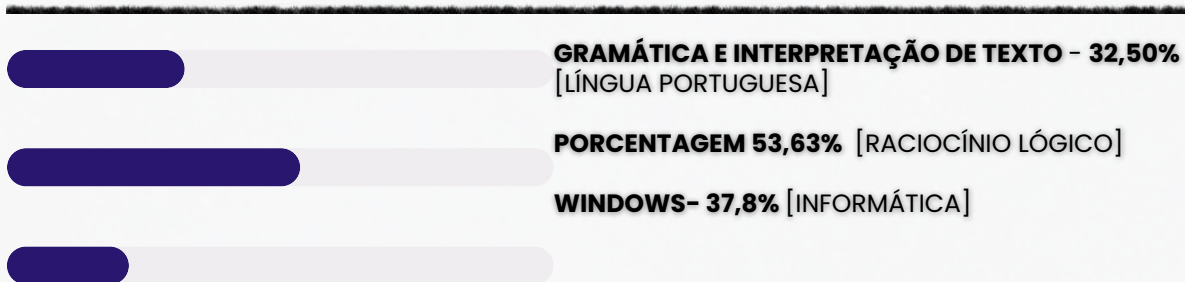 GRAMÁTICA E INTERPRETAÇÃO DE TEXTO - 32,50%
[LÍNGUA PORTUGUESA]
PORCENTAGEM 53,63% [RACIOCÍNIO LÓGICO]
WINDOWS- 37,8% [INFORMÁTICA]